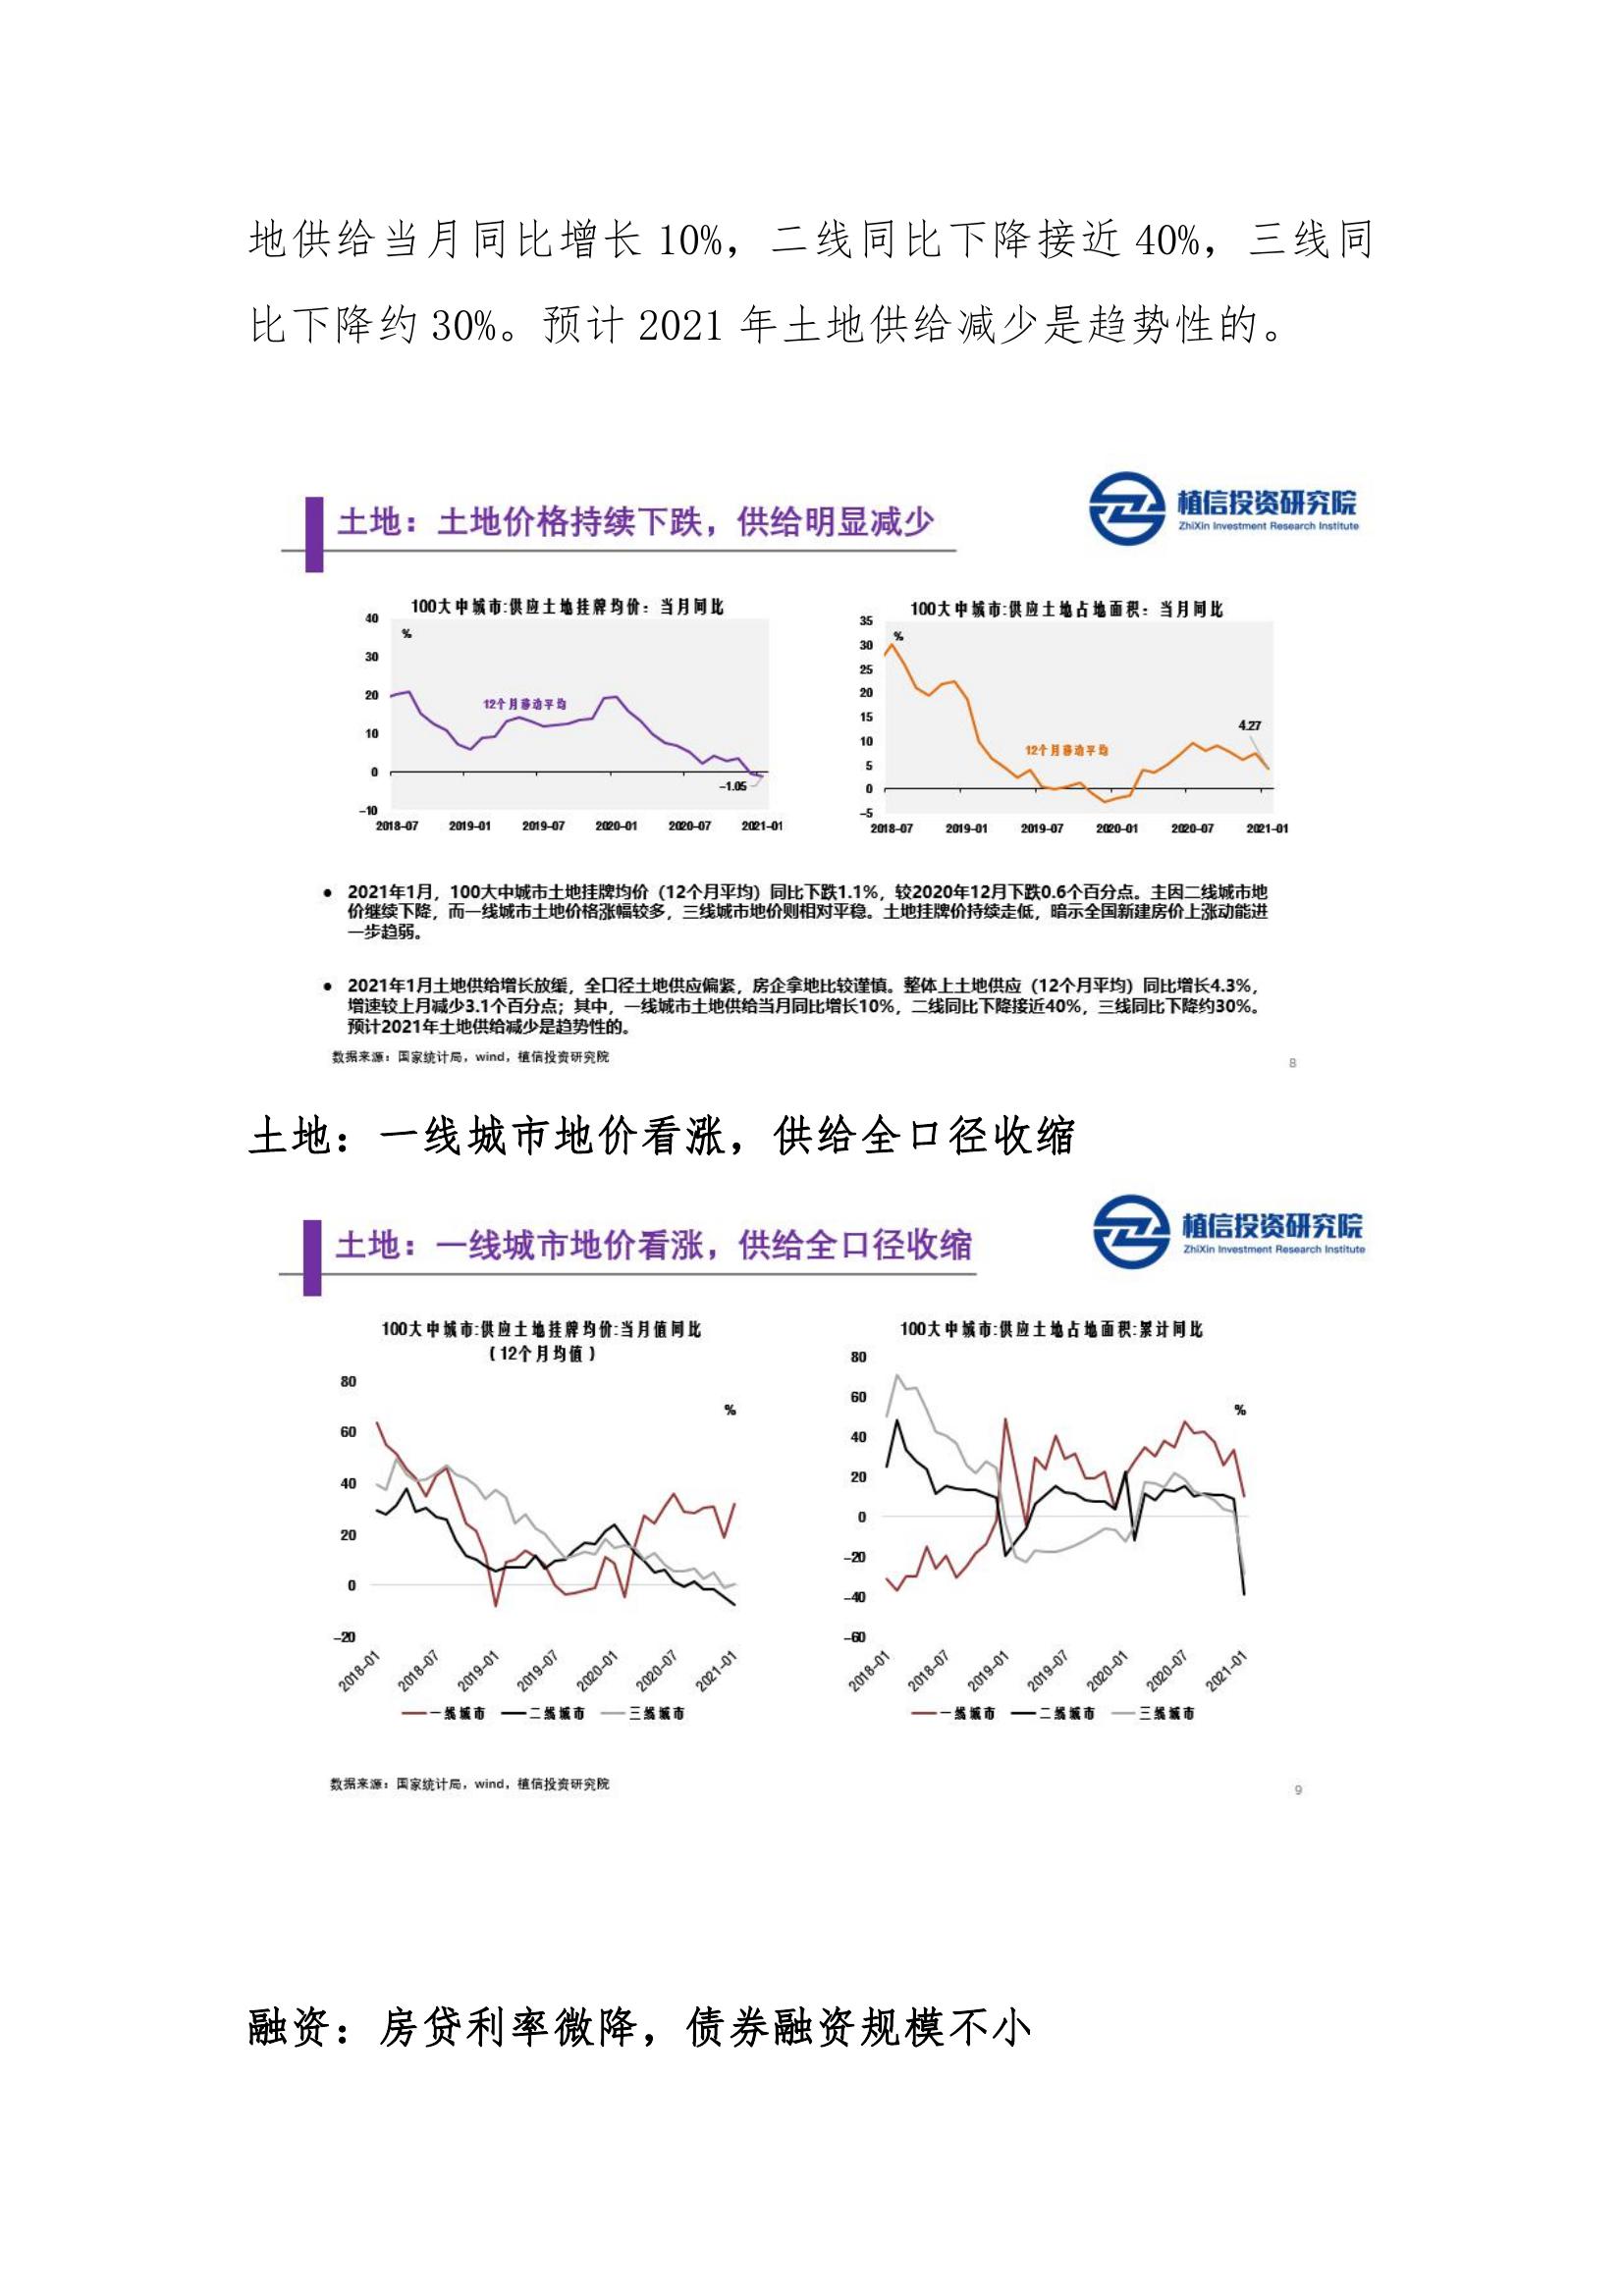 地供给当月同比增长 10%，二线同比下降接近 40%，三线同
比下降约 30%。预计 2021 年土地供给减少是趋势性的。
土地：土地价格持续下跌，供给明显减少
植信投资研究院
ZhiXin Investment Research Institute
100大中城市:供应土地挂牌均价：当月同比
%
40
30
20
10
0
-10
12个月移动平均
-1.05
2018-07 2019-01 2019-07 2020-01 2020-07 2021-01
100大中城市:供应土地占地面积：当月同比
%
35
30
25
20
15
10
5
0
-5
12个月移动平均
4.27
2018-07 2019-01 2019-07 2020-01 2020-07 2021-01
● 2021年1月，100大中城市土地挂牌均价（12个月平均）同比下跌1.1%，较2020年12月下跌0.6个百分点。主因二线城市地
价继续下降，而一线城市土地价格涨幅较多，三线城市地价则相对平稳。土地挂牌价持续走低，暗示全国新建房价上涨动能进
一步趋弱。
● 2021年1月土地供给增长放缓，全口径土地供应偏紧，房企拿地比较谨慎。整体上土地供应（12个月平均）同比增长4.3%，
增速较上月减少3.1个百分点；其中，一线城市土地供给当月同比增长10%，二线同比下降接近40%，三线同比下降约30%。
预计2021年土地供给减少是趋势性的。
数据来源：国家统计局，wind，植信投资研究院
8
土地：一线城市地价看涨，供给全口径收缩
土地：一线城市地价看涨，供给全口径收缩
植信投资研究院
ZhiXin Investment Research Institute
100大中城市:供应土地挂牌均价:当月值同比
（12个月均值）
%
80
60
40
20
0
-20
2018-01 2018-07 2019-01 2019-07 2020-01 2020-07 2021-01
一线城市 二线城市 三线城市
100大中城市:供应土地占地面积:累计同比
%
80
60
40
20
0
-20
-40
-60
2018-01 2018-07 2019-01 2019-07 2020-01 2020-07 2021-01
一线城市 二线城市 三线城市
数据来源：国家统计局，wind，植信投资研究院
9
融资：房贷利率微降，债券融资规模不小